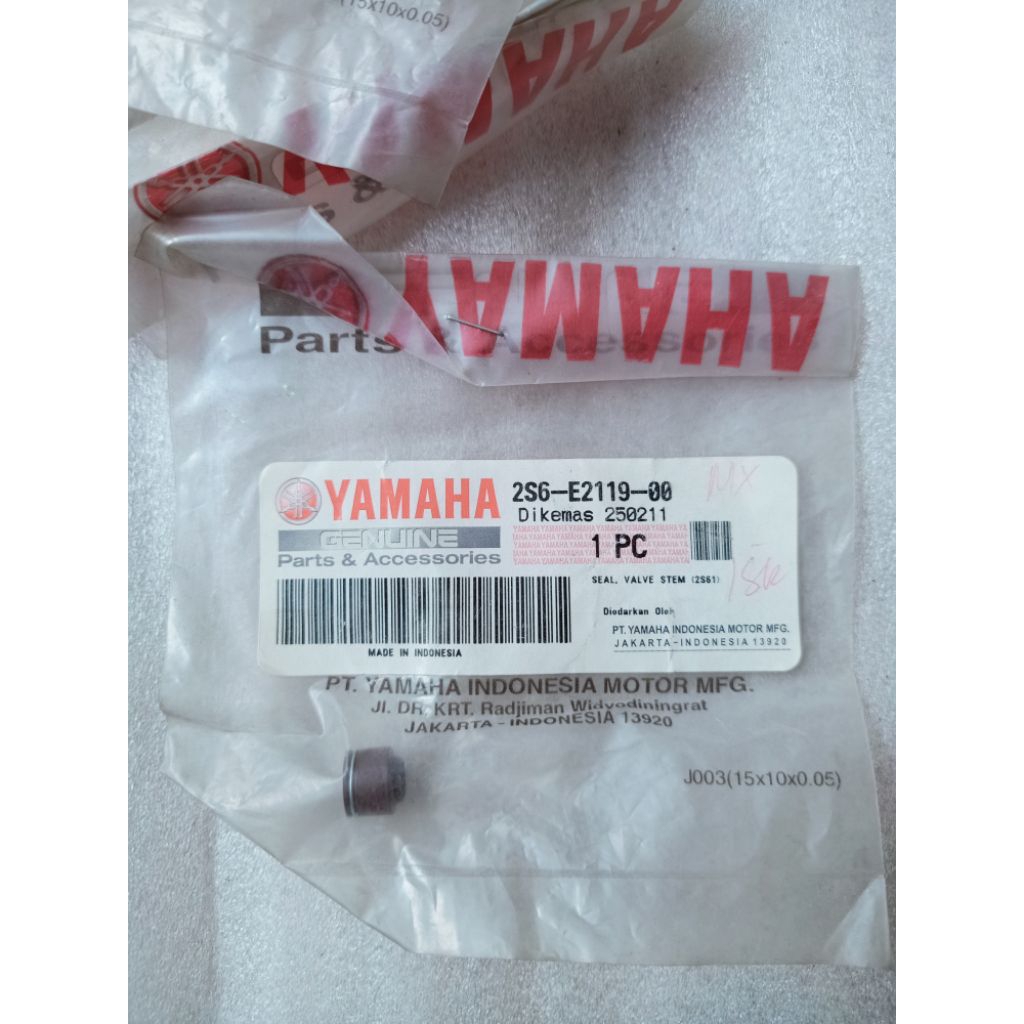 (15x10x0.05)
YAMAHA
Parts & Accessories
YAMAHA
GENUINE
Parts & Accessories
2S6-E2119-00
Dikemas 250211
1 PC
MX
SEAL, VALVE STEM (2S61)
Diedarkan Oleh
PT. YAMAHA INDONESIA MOTOR MFG.
JAKARTA-INDONESIA 13920
MADE IN INDONESIA
PT. YAMAHA INDONESIA MOTOR MFG.
Jl. DR. KRT. Radjiman Widyodiningrat
JAKARTA - INDONESIA 13920
J003(15x10x0.05)